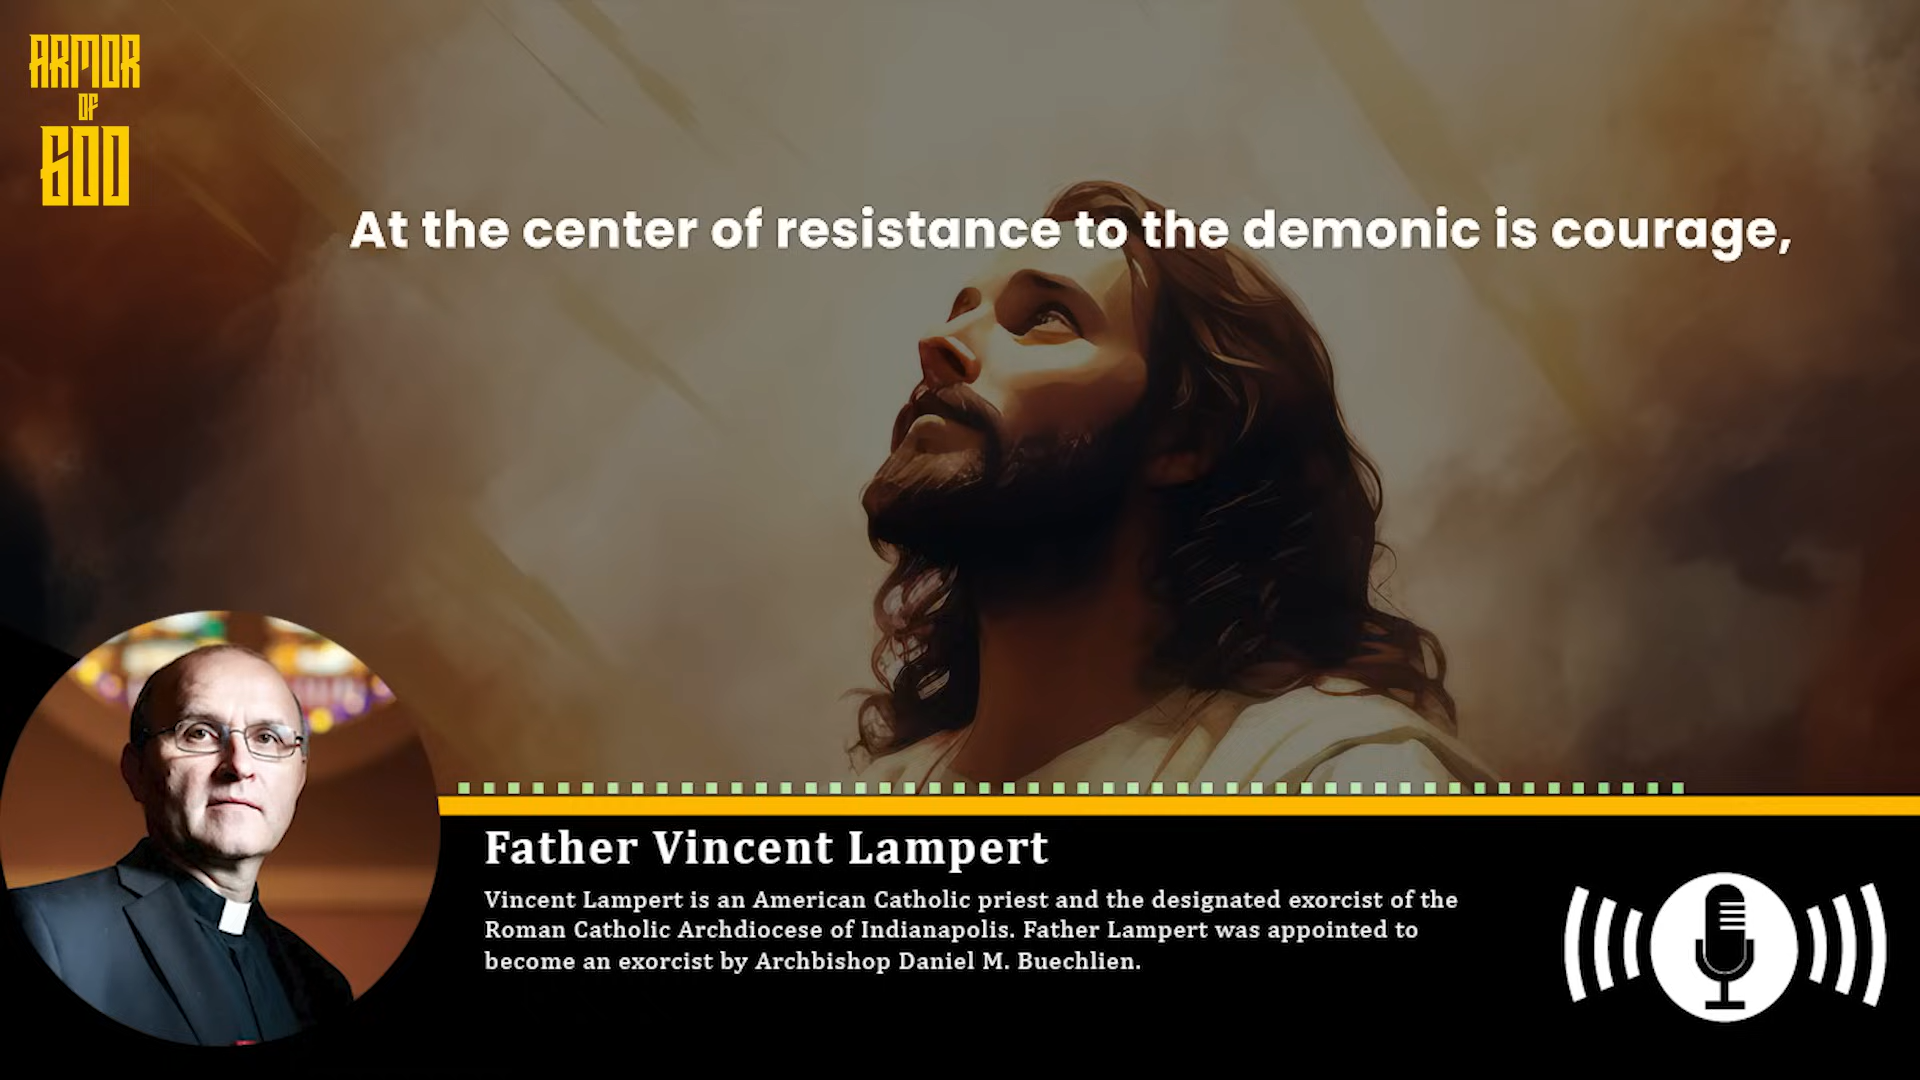 ARMOR
OF
GOD
At the center of resistance to the demonic is courage,
Father Vincent Lampert
Vincent Lampert is an American Catholic priest and the designated exorcist of the
Roman Catholic Archdiocese of Indianapolis. Father Lampert was appointed to
become an exorcist by Archbishop Daniel M. Buechlien.